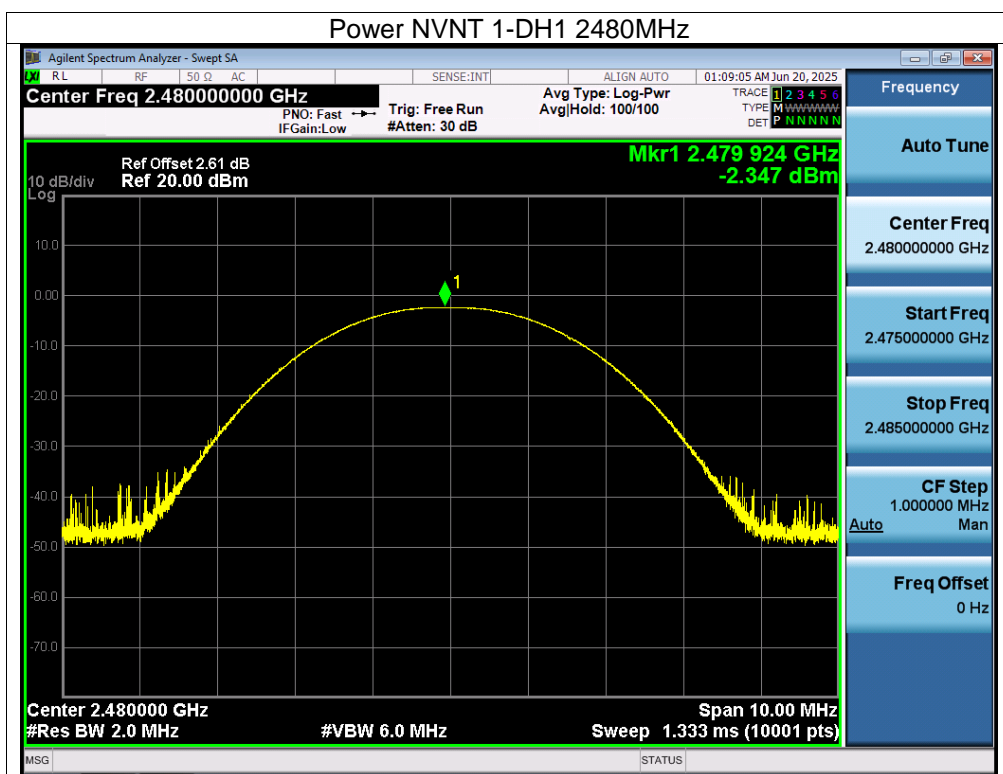 Power NVNT 1-DH1 2480MHz
Agilent Spectrum Analyzer - Swept SA
LXI RL RF 50 Ω AC SENSE:INT ALIGN AUTO 01:09:05 AM Jun 20, 2025
Center Freq 2.480000000 GHz
PNO: Fast
IFGain:Low
Trig: Free Run
#Atten: 30 dB
Avg Type: Log-Pwr
Avg|Hold: 100/100
TRACE 1 2 3 4 5 6
TYPE M WWWWW
DET P N N N N N
Mkr1 2.479 924 GHz
-2.347 dBm
Ref Offset 2.61 dB
10 dB/div Ref 20.00 dBm
Log
10.0
1
0.00
-10.0
-20.0
-30.0
-40.0
-50.0
-60.0
-70.0
Center 2.480000 GHz Span 10.00 MHz
#Res BW 2.0 MHz #VBW 6.0 MHz Sweep 1.333 ms (10001 pts)
MSG STATUS
Frequency
Auto Tune
Center Freq
2.480000000 GHz
Start Freq
2.475000000 GHz
Stop Freq
2.485000000 GHz
CF Step
1.000000 MHz
Auto Man
Freq Offset
0 Hz